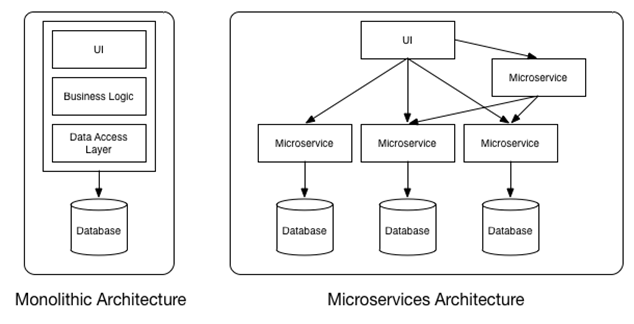 UI
Business Logic
Data Access
Layer
Database
Monolithic Architecture
UI
Microservice
Microservice
Microservice
Microservice
Database
Database
Database
Microservices Architecture